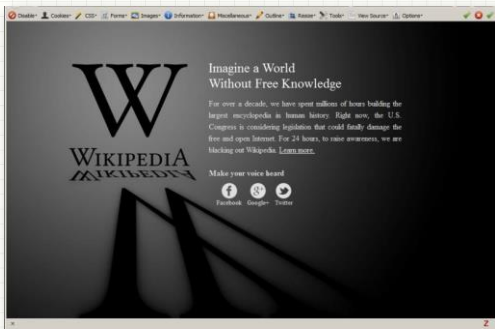 Disable Cookies CSS Forms Images Information Miscellaneous Outline Resize Tools View Source Options
W
WIKIPEDIA
Imagine a World
Without Free Knowledge
For over a decade, we have spent millions of hours building the
largest encyclopedia in human history. Right now, the U.S.
Congress is considering legislation that could fatally damage the
free and open Internet. For 24 hours, to raise awareness, we are
blacking out Wikipedia. Learn more.
Make your voice heard
Facebook Google+ Twitter